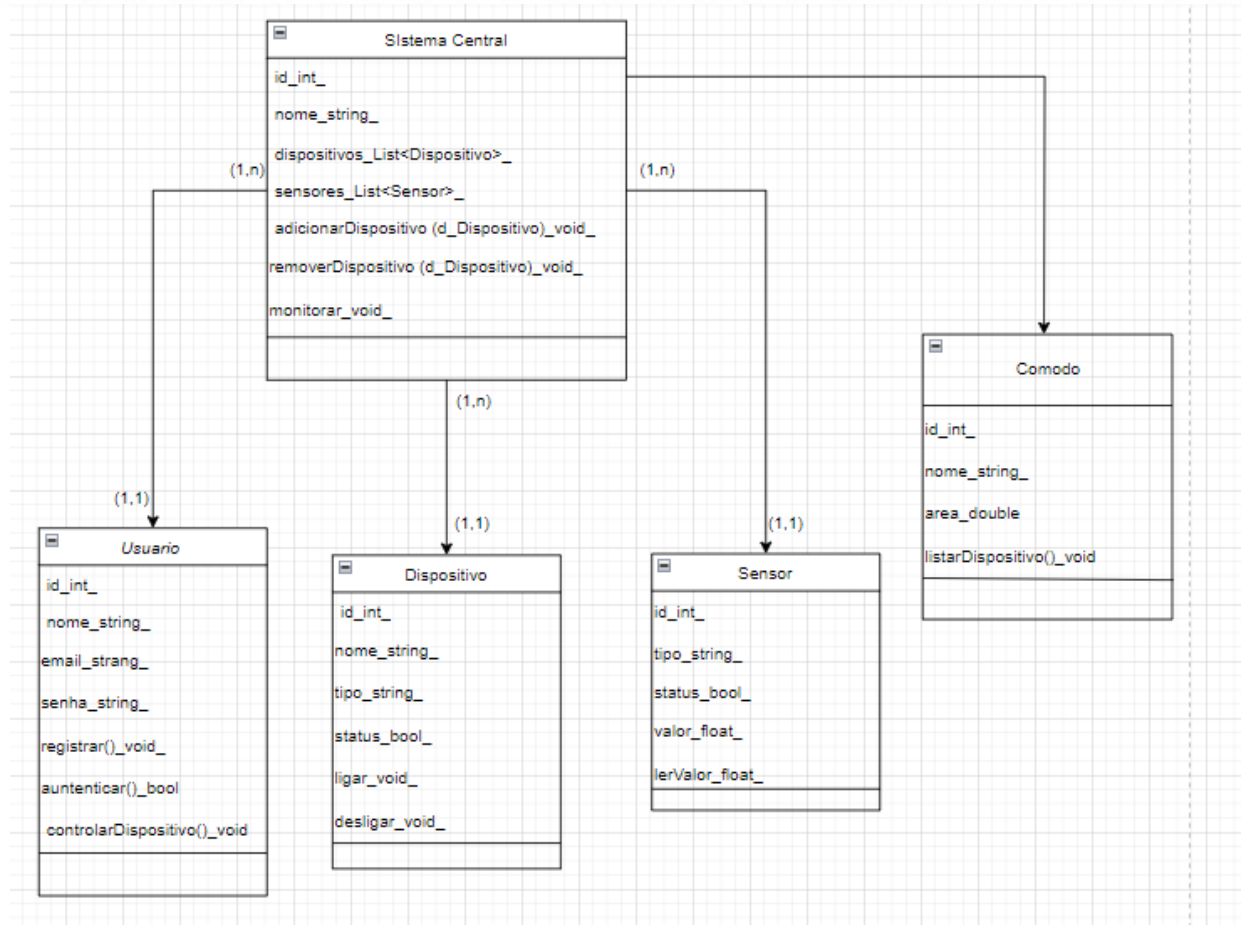 SIstema Central
id_int_
nome_string_
dispositivos_List<Dispositivo>_
sensores_List<Sensor>_
adicionarDispositivo (d_Dispositivo)_void_
removerDispositivo (d_Dispositivo)_void_
monitorar_void_
(1,n)
(1,n)
(1,n)
(1,1)
(1,1)
(1,1)
Usuario
id_int_
nome_string_
email_strang_
senha_string_
registrar()_void_
auntenticar()_bool
controlarDispositivo()_void
Dispositivo
id_int_
nome_string_
tipo_string_
status_bool_
ligar_void_
desligar_void_
Sensor
id_int_
tipo_string_
status_bool_
valor_float_
lerValor_float_
Comodo
id_int_
nome_string_
area_double
listarDispositivo()_void